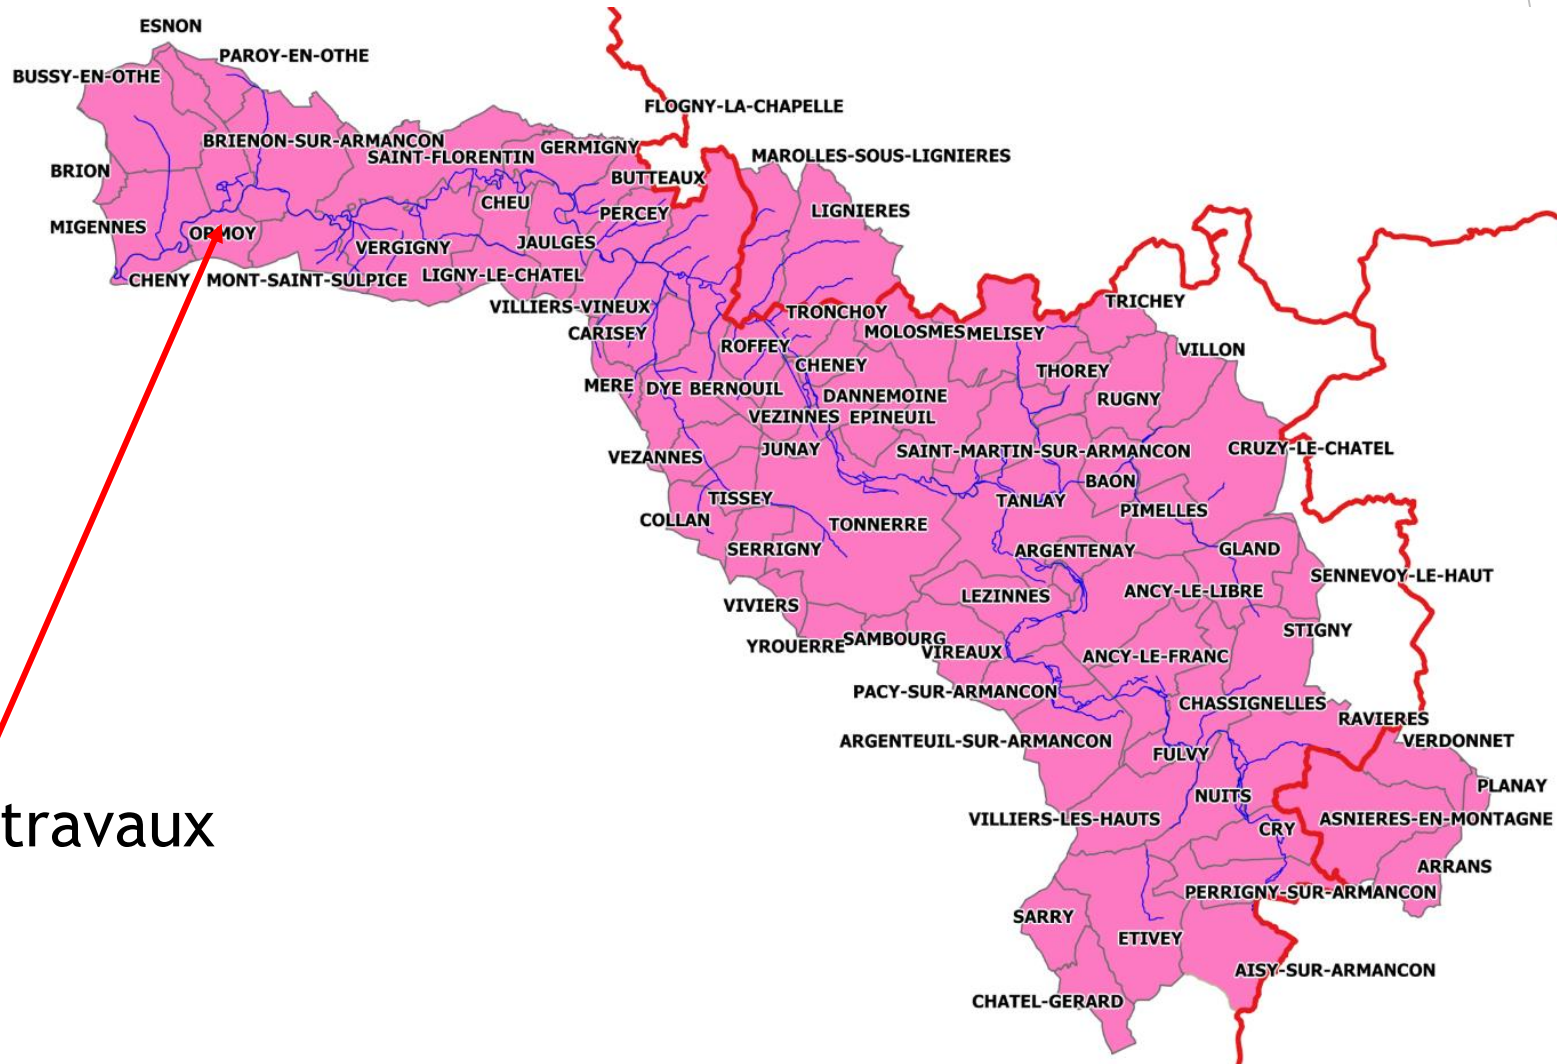 ESNON
PAROY-EN-OTHE
BUSSY-EN-OTHE
FLOGNY-LA-CHAPELLE
BRIENON-SUR-ARMANCON
GERMIGNY
SAINT-FLORENTIN
MAROLLES-SOUS-LIGNIERES
BRION
BUTTEAUX
CHEU
PERCEY
LIGNIERES
MIGENNES
ORMOY
VERGIGNY
JAULGES
CHENY
MONT-SAINT-SULPICE
LIGNY-LE-CHATEL
VILLIERS-VINEUX
TRONCHOY
TRICHEY
CARISEY
ROFFEY
MOLOSMES
MELISEY
VILLON
CHENEY
THOREY
MERE
DYE
BERNOUIL
DANNEMOINE
RUGNY
VEZINNES
EPINEUIL
VEZANNES
JUNAY
SAINT-MARTIN-SUR-ARMANCON
CRUZY-LE-CHATEL
BAON
TISSEY
TANLAY
PIMELLES
COLLAN
TONNERRE
SERRIGNY
ARGENTENAY
GLAND
SENNEVOY-LE-HAUT
LEZINNES
ANCY-LE-LIBRE
VIVIERS
STIGNY
YROUERRE
SAMBOURG
VIREAUX
ANCY-LE-FRANC
PACY-SUR-ARMANCON
CHASSIGNELLES
RAVIERES
ARGENTEUIL-SUR-ARMANCON
VERDONNET
FULVY
PLANAY
NUITS
VILLIERS-LES-HAUTS
CRY
ASNIERES-EN-MONTAGNE
travaux
ARRANS
PERRIGNY-SUR-ARMANCON
SARRY
ETIVEY
AISY-SUR-ARMANCON
CHATEL-GERARD